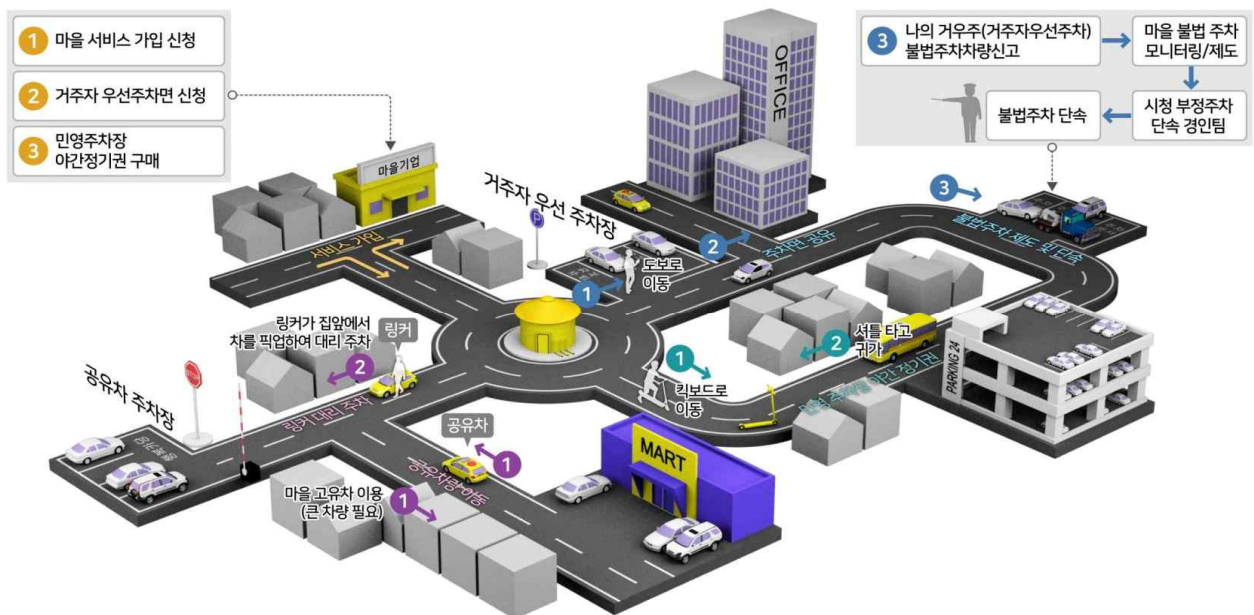 1 마을 서비스 가입 신청
2 거주자 우선주차면 신청
3 민영주차장
야간정기권 구매
3 나의 거우주(거주자우선주차)
불법주차차량신고
마을 불법 주차
모니터링/제도
불법주차 단속
시청 부정주차
단속 경인팀
OFFICE
마을기업
거주자 우선 주차장
P
서비스 가입
2
주차면 공유
3
불법주차 제도 및 단속
1
도보로
이동
링커가 집앞에서
차를 픽업하여 대리 주차
링커
2
1
킥보드로
이동
2
셔틀 타고
귀가
PARKING 24
야간 정기권
공유차 주차장
링커 대리 주차
공유차
1
공유차량 이동
MART
마을 고유차 이용
(큰 차량 필요)
1